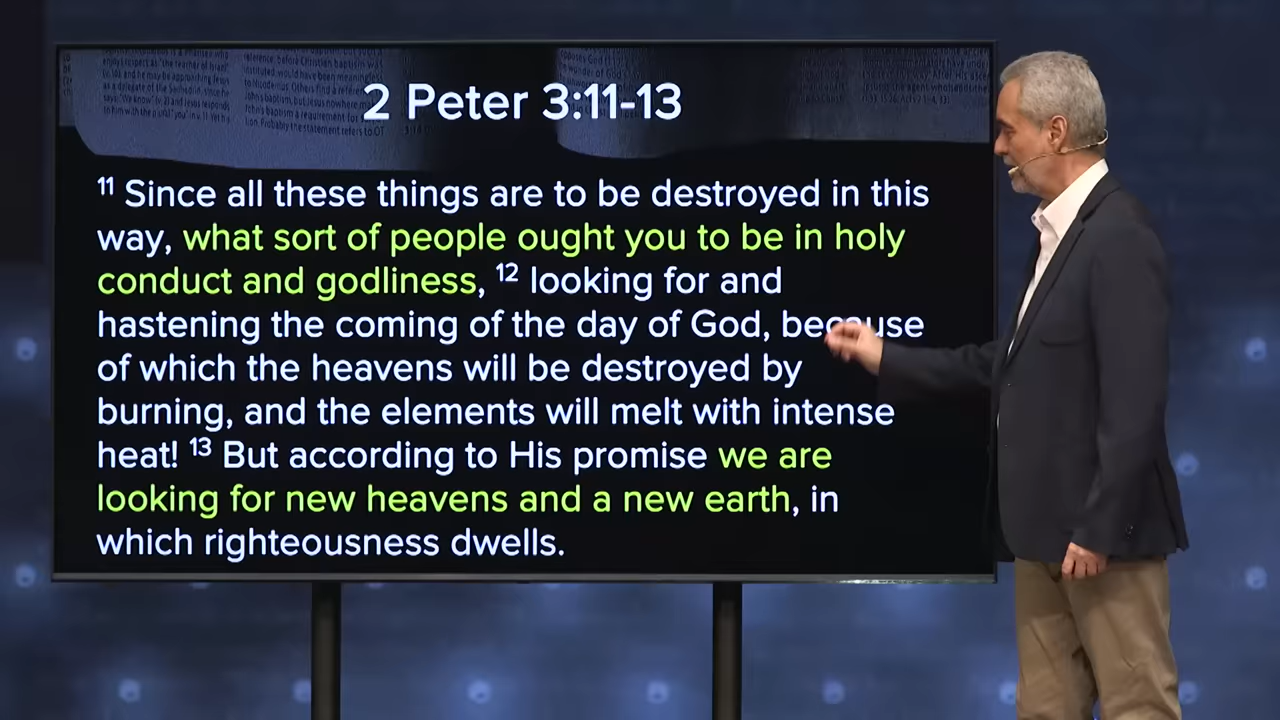 2 Peter 3:11-13
11 Since all these things are to be destroyed in this
way, what sort of people ought you to be in holy
conduct and godliness, 12 looking for and
hastening the coming of the day of God, because
of which the heavens will be destroyed by
burning, and the elements will melt with intense
heat! 13 But according to His promise we are
looking for new heavens and a new earth, in
which righteousness dwells.